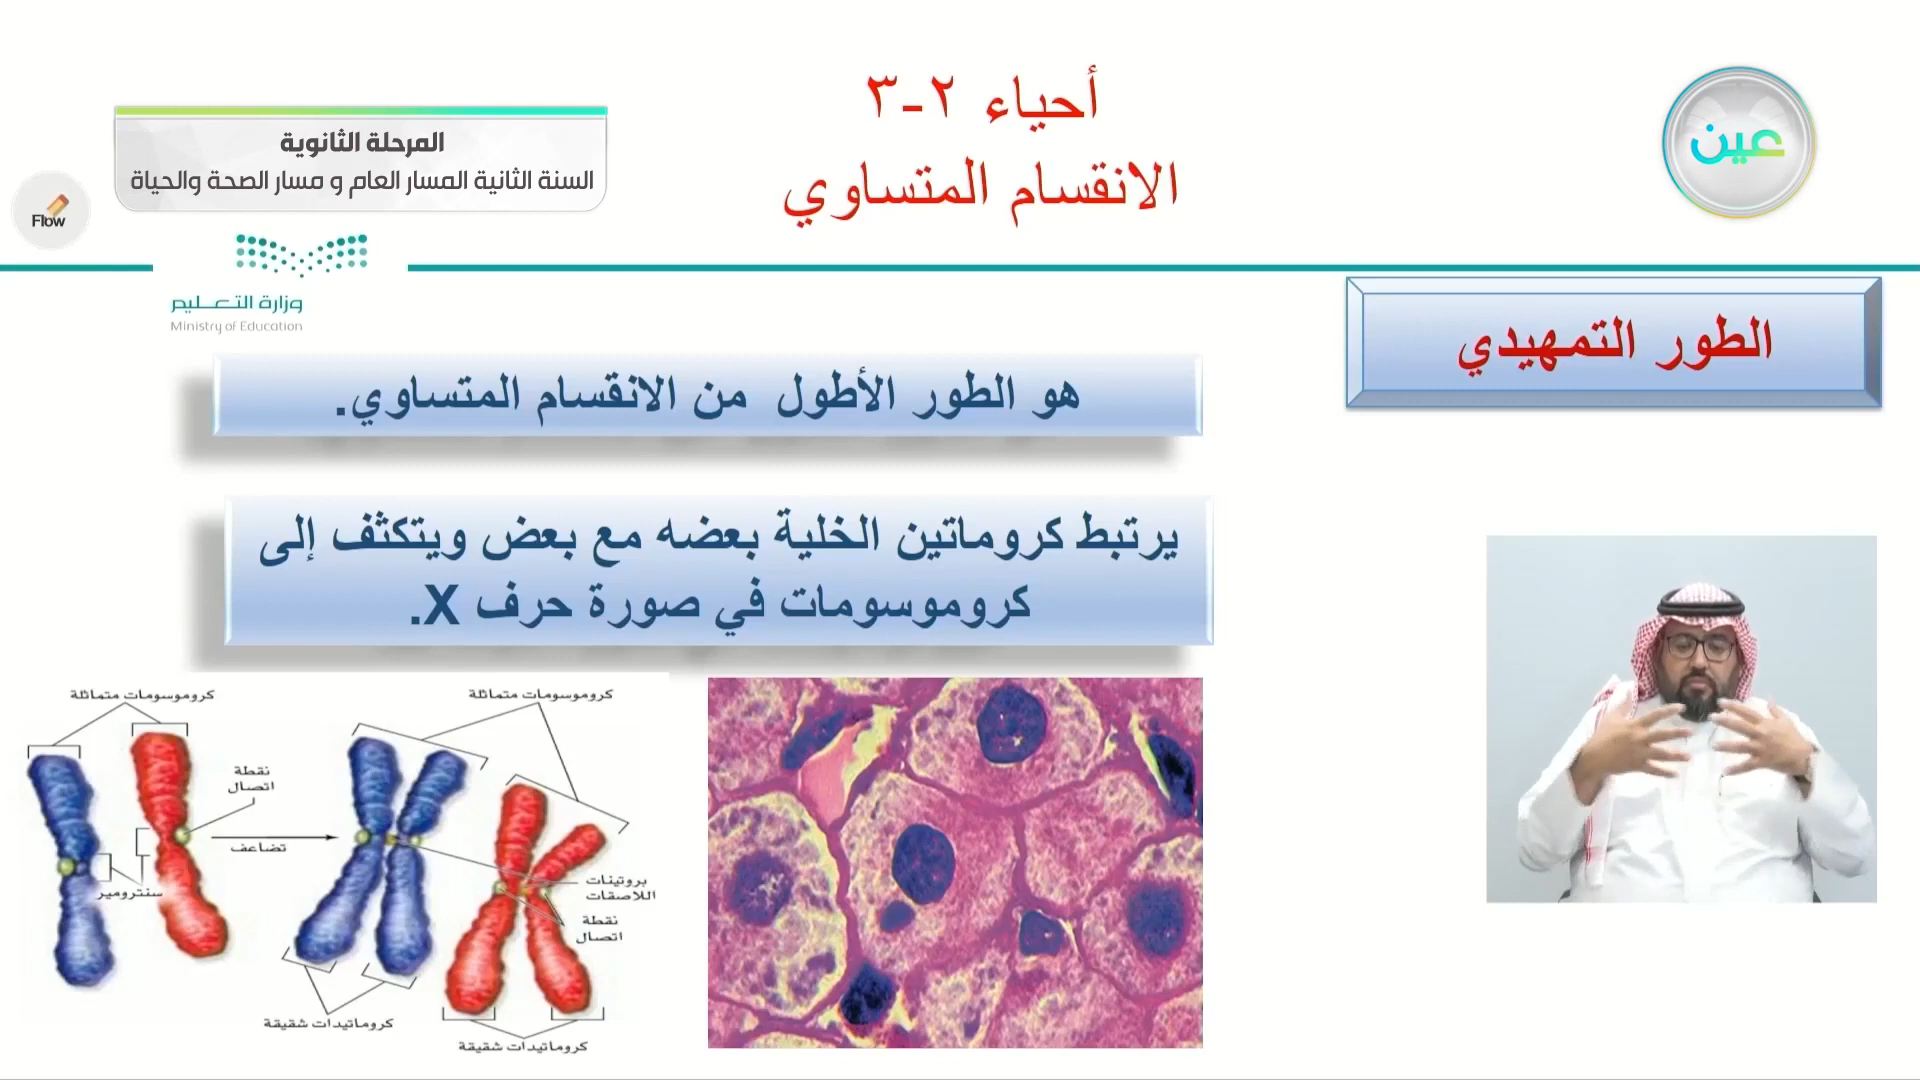 أحياء ٢-٣
الانقسام المتساوي
عين
المرحلة الثانوية
السنة الثانية المسار العام و مسار الصحة والحياة
Flow
وزارة التعليم
Ministry of Education
الطور التمهيدي
هو الطور الأطول من الانقسام المتساوي.
يرتبط كروماتين الخلية بعضه مع بعض ويتكثف إلى
كروموسومات في صورة حرف X.
كروموسومات متماثلة
كروموسومات متماثلة
نقطة
اتصال
تضاعف
سنترومير
بروتينات
اللاصقات
نقطة
اتصال
كروماتيدات شقيقة
كروماتيدات شقيقة